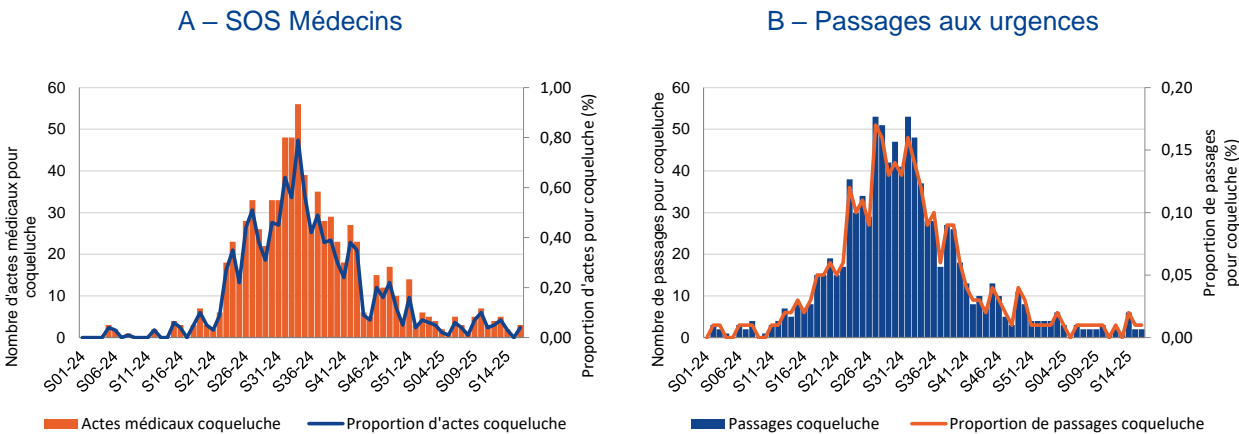 A – SOS Médecins
B – Passages aux urgences
Nombre d'actes médicaux pour
coqueluche
60
50
40
30
20
10
0
1,00
0,80
0,60
0,40
0,20
0,00
Proportion d'actes pour coqueluche (%)
S01-24
S06-24
S11-24
S16-24
S21-24
S26-24
S31-24
S36-24
S41-24
S46-24
S51-24
S04-25
S09-25
S14-25
Actes médicaux coqueluche
Proportion d'actes coqueluche
Nombre de passages pour coqueluche
60
50
40
30
20
10
0
0,20
0,15
0,10
0,05
0,00
Proportion de passages
pour coqueluche (%)
S01-24
S06-24
S11-24
S16-24
S21-24
S26-24
S31-24
S36-24
S41-24
S46-24
S51-24
S04-25
S09-25
S14-25
Passages coqueluche
Proportion de passages coqueluche